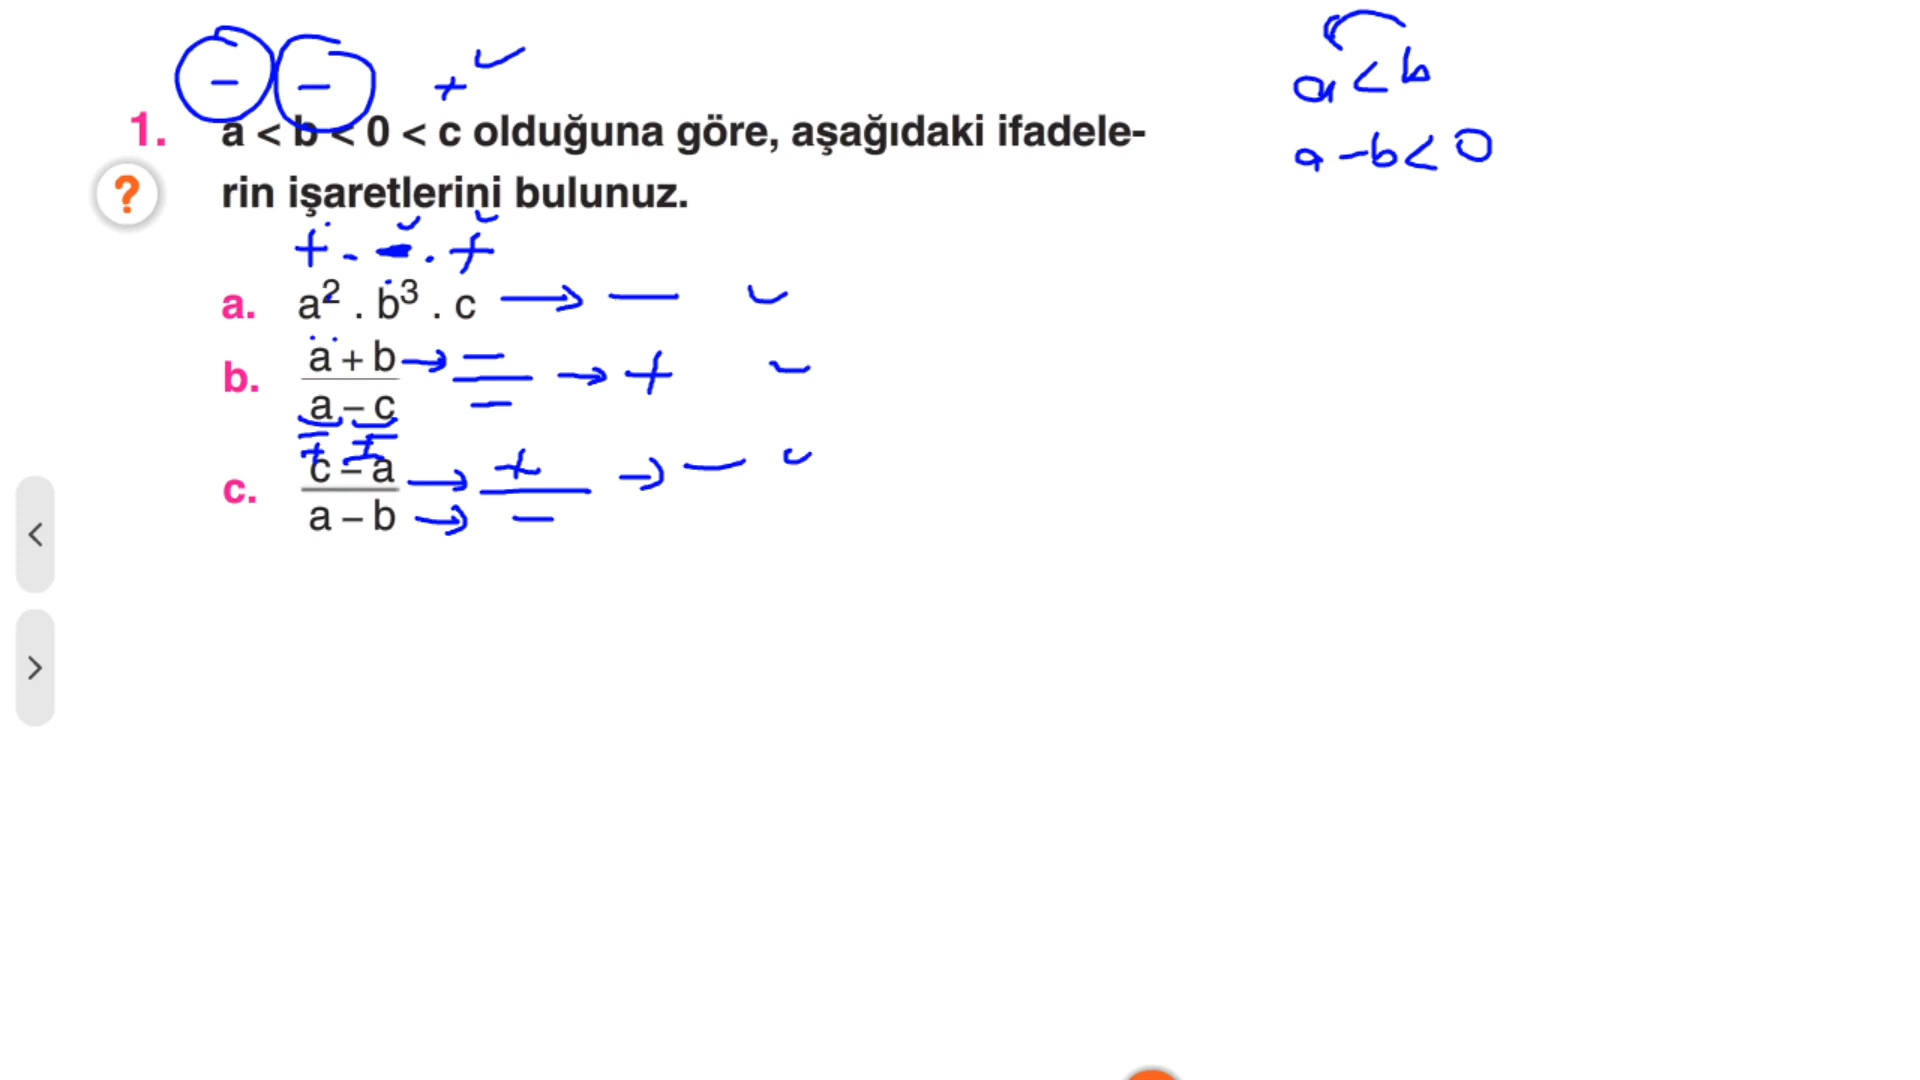 - - +
a < b
1. a < b < 0 < c olduğuna göre, aşağıdaki ifadele-
a - b < 0
? rin işaretlerini bulunuz.
+ . - . +
a. a² . b³ . c → -
b. a + b → - → +
a - c -
- -
+ +
c. c - a → + → -
a - b → -
< 
>